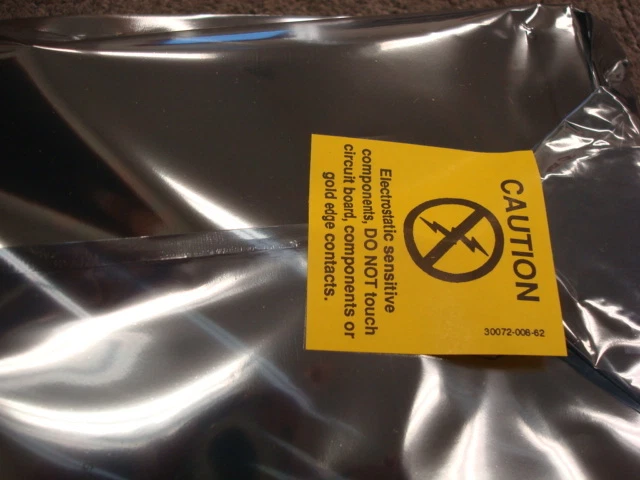 CAUTION
Electrostatic sensitive
components, DO NOT touch
circuit board, components or
gold edge contacts.
30072-008-62